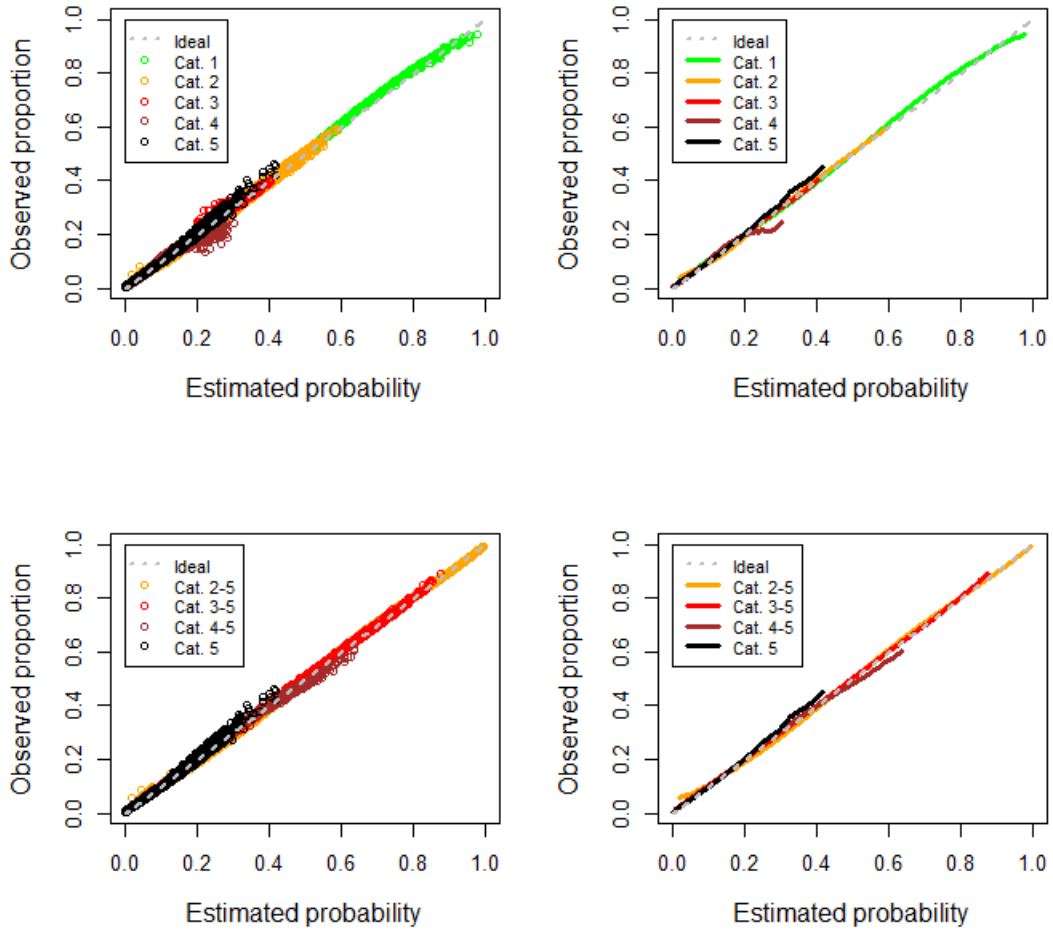 Observed proportion
0.0 0.2 0.4 0.6 0.8 1.0
Ideal
Cat. 1
Cat. 2
Cat. 3
Cat. 4
Cat. 5
0.0 0.2 0.4 0.6 0.8 1.0
Estimated probability
Observed proportion
0.0 0.2 0.4 0.6 0.8 1.0
Ideal
Cat. 1
Cat. 2
Cat. 3
Cat. 4
Cat. 5
0.0 0.2 0.4 0.6 0.8 1.0
Estimated probability
Observed proportion
0.0 0.2 0.4 0.6 0.8 1.0
Ideal
Cat. 2-5
Cat. 3-5
Cat. 4-5
Cat. 5
0.0 0.2 0.4 0.6 0.8 1.0
Estimated probability
Observed proportion
0.0 0.2 0.4 0.6 0.8 1.0
Ideal
Cat. 2-5
Cat. 3-5
Cat. 4-5
Cat. 5
0.0 0.2 0.4 0.6 0.8 1.0
Estimated probability